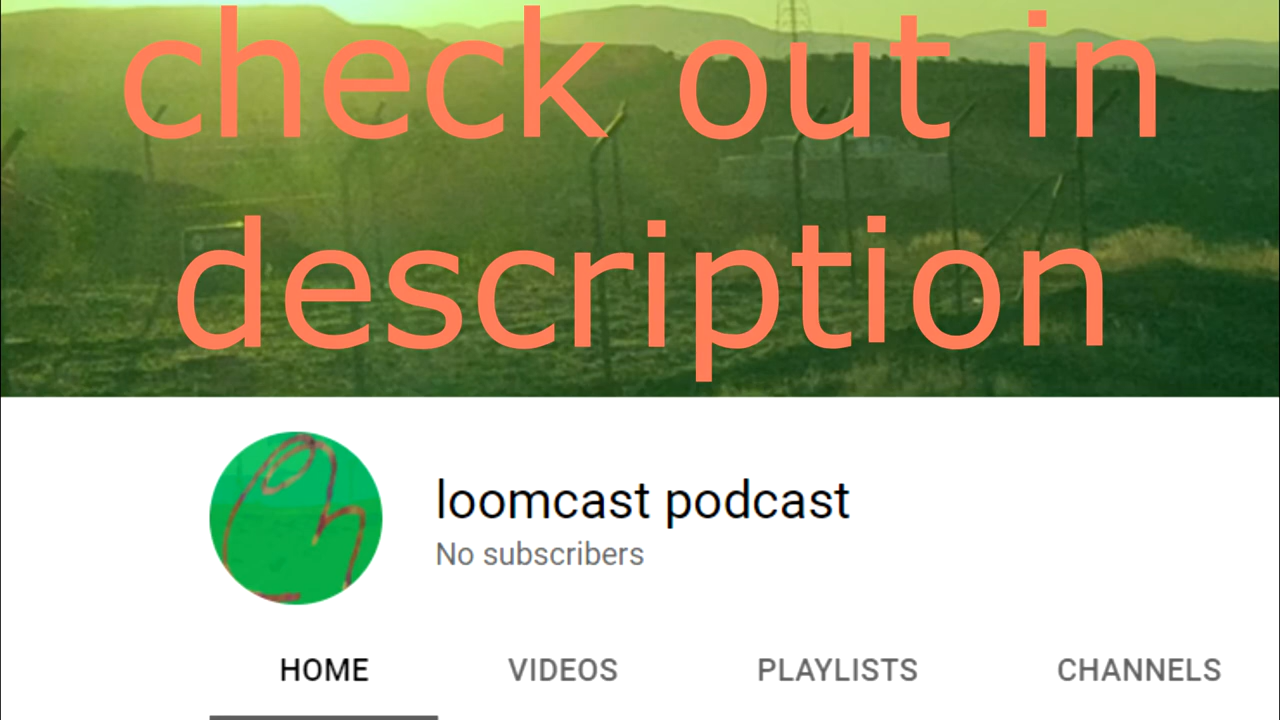 check out in
description
loomcast podcast
No subscribers
HOME VIDEOS PLAYLISTS CHANNELS